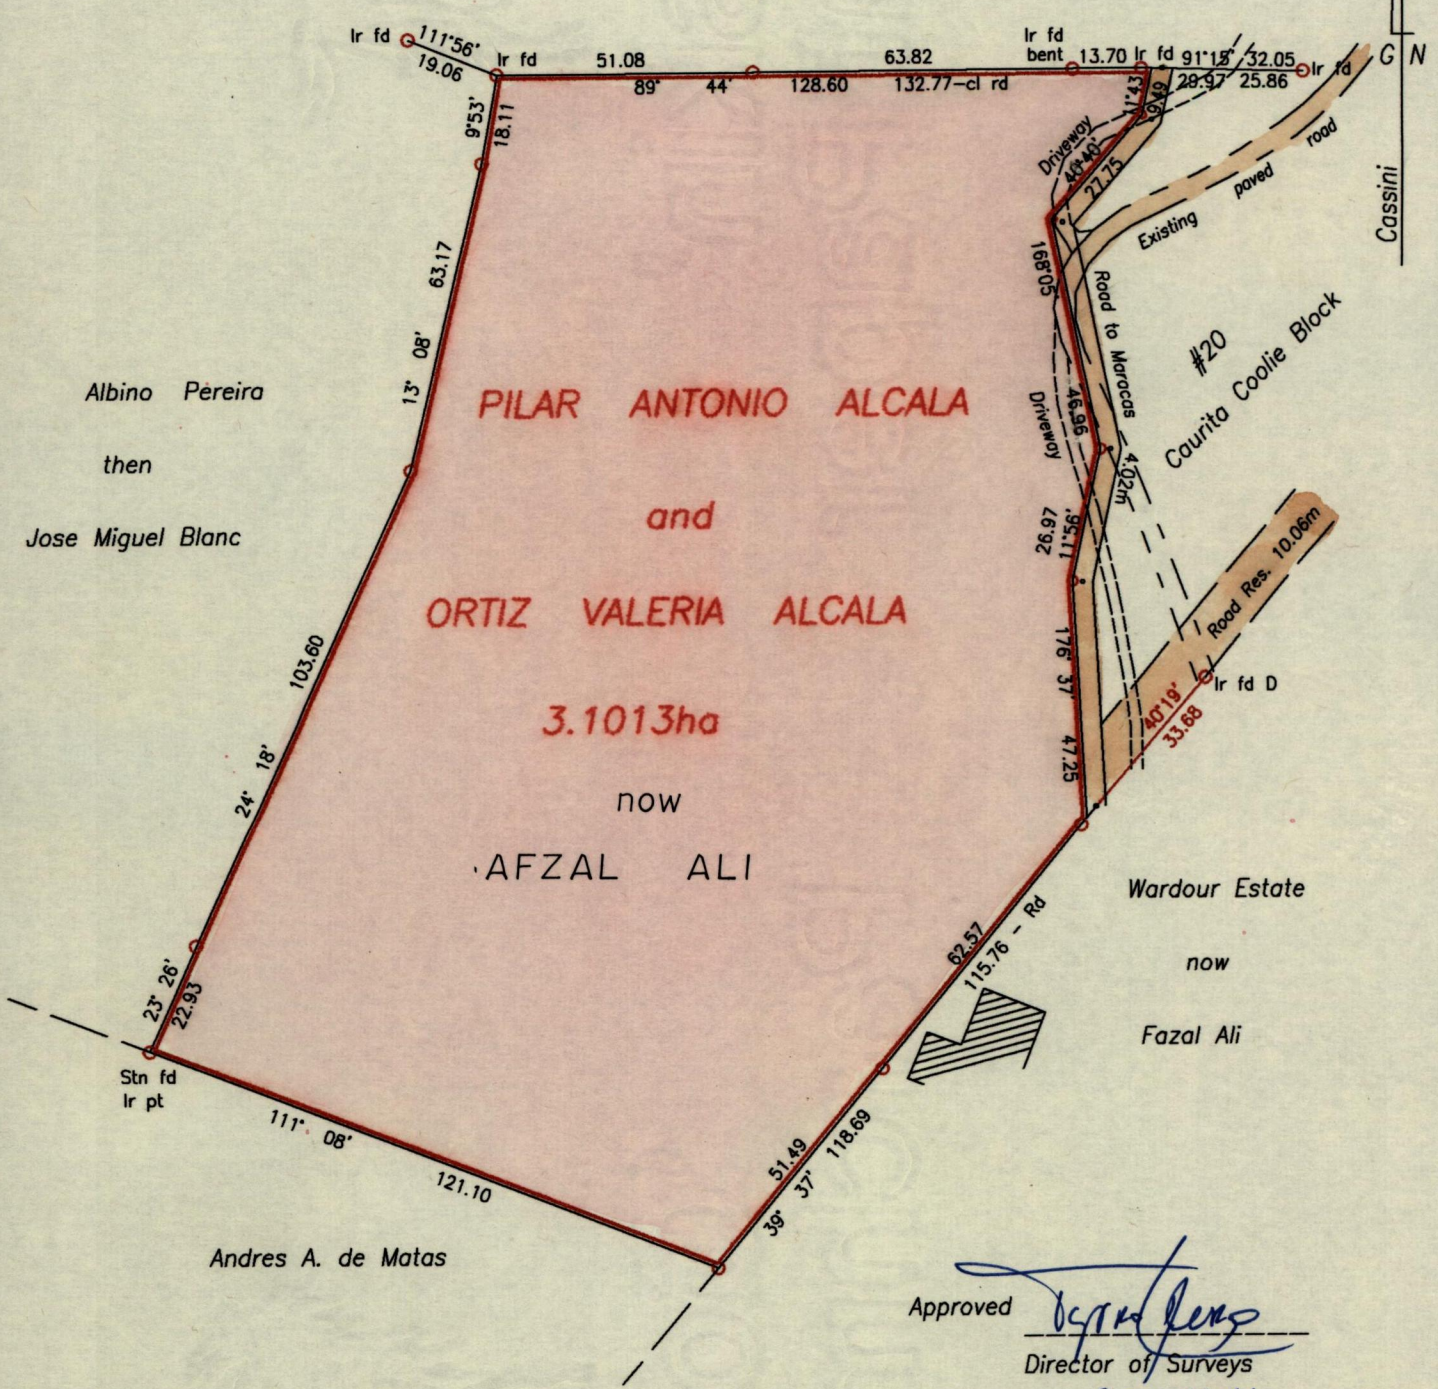 Ir fd
111°56'
19.06
Ir fd
51.08
63.82
Ir fd
bent
13.70
Ir fd
91°15'
32.05
Ir fd
G N
89° 44'
128.60
132.77-cl rd
28.97
25.86
Cassini
9°53'
18.11
11°43'
9.49
Driveway
40°40'
27.75
Existing paved road
63.17
13° 08'
168°05'
46.96
Road to Maracas
Driveway
4.02m
#20
Caurita Coolie Block
Albino Pereira
then
Jose Miguel Blanc
PILAR ANTONIO ALCALA
and
ORTIZ VALERIA ALCALA
3.1013ha
now
AFZAL ALI
26.97
11°56'
Road Res. 10.06m
103.60
24° 18'
176° 37'
47.25
Ir fd D
40°19'
33.68
23° 26'
22.93
62.57
115.76 - Rd
Wardour Estate
now
Fazal Ali
Stn fd
Ir pt
111° 08'
121.10
51.49
118.69
39° 37'
Andres A. de Matas
Approved
Director of Surveys